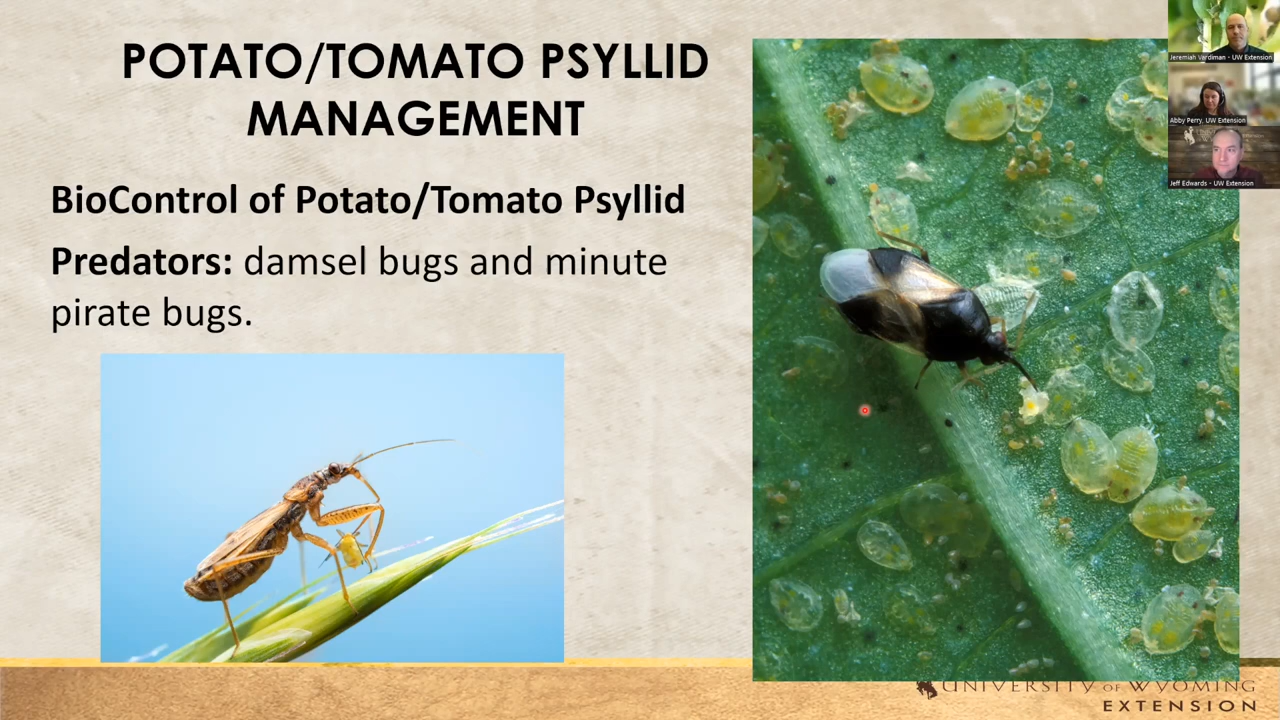 POTATO/TOMATO PSYLLID
MANAGEMENT
BioControl of Potato/Tomato Psyllid
Predators: damsel bugs and minute
pirate bugs.
Jeremiah Vardiman - UW Extension
Abby Perry, UW Extension
Jeff Edwards - UW Extension
UNIVERSITY OF WYOMING
EXTENSION